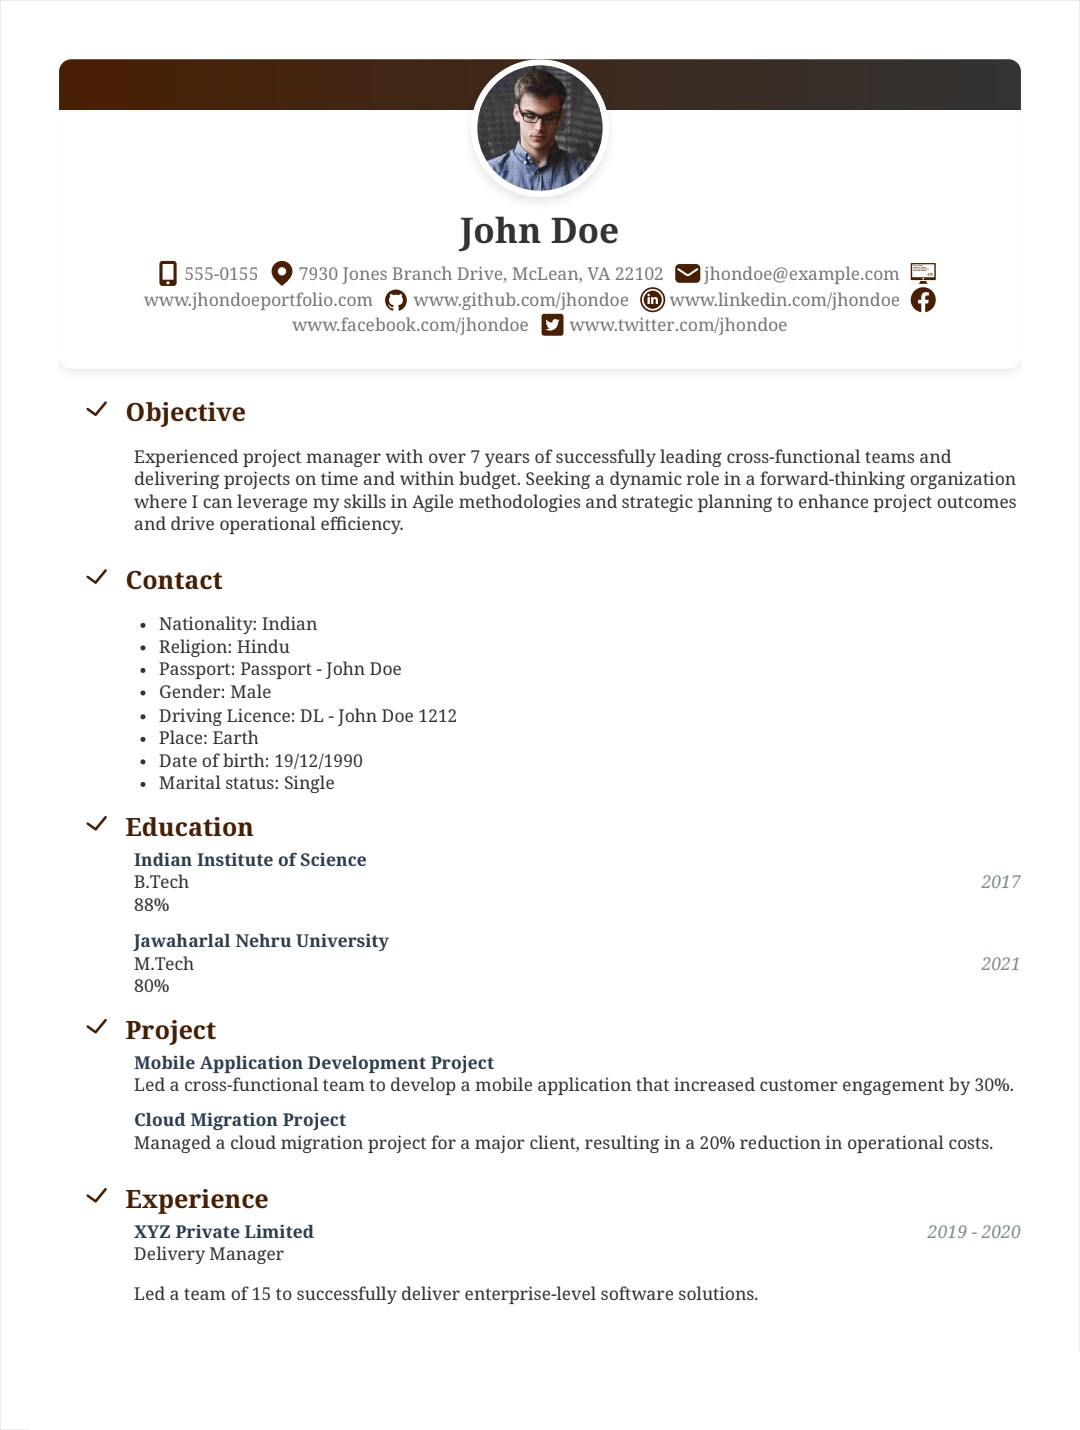 John Doe
555-0155 7930 Jones Branch Drive, McLean, VA 22102 jhondoe@example.com
www.jhondoeportfolio.com www.github.com/jhondoe www.linkedin.com/jhondoe
www.facebook.com/jhondoe www.twitter.com/jhondoe
Objective
Experienced project manager with over 7 years of successfully leading cross-functional teams and
delivering projects on time and within budget. Seeking a dynamic role in a forward-thinking organization
where I can leverage my skills in Agile methodologies and strategic planning to enhance project outcomes
and drive operational efficiency.
Contact
• Nationality: Indian
• Religion: Hindu
• Passport: Passport - John Doe
• Gender: Male
• Driving Licence: DL - John Doe 1212
• Place: Earth
• Date of birth: 19/12/1990
• Marital status: Single
Education
Indian Institute of Science
B.Tech 2017
88%
Jawaharlal Nehru University
M.Tech 2021
80%
Project
Mobile Application Development Project
Led a cross-functional team to develop a mobile application that increased customer engagement by 30%.
Cloud Migration Project
Managed a cloud migration project for a major client, resulting in a 20% reduction in operational costs.
Experience
XYZ Private Limited 2019 - 2020
Delivery Manager
Led a team of 15 to successfully deliver enterprise-level software solutions.